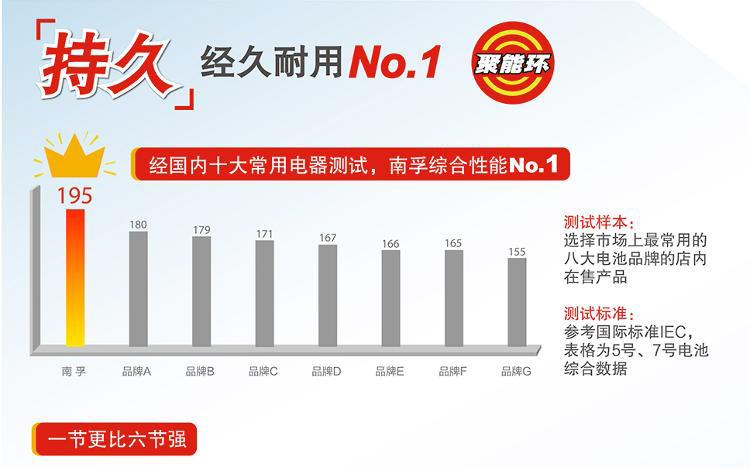 持久
经久耐用No.1
聚能环
经国内十大常用电器测试，南孚综合性能No.1
195
180
179
171
167
166
165
155
南孚
品牌A
品牌B
品牌C
品牌D
品牌E
品牌F
品牌G
测试样本：
选择市场上最常用的
八大电池品牌的店内
在售产品
测试标准：
参考国际标准IEC，
表格为5号、7号电池
综合数据
一节更比六节强